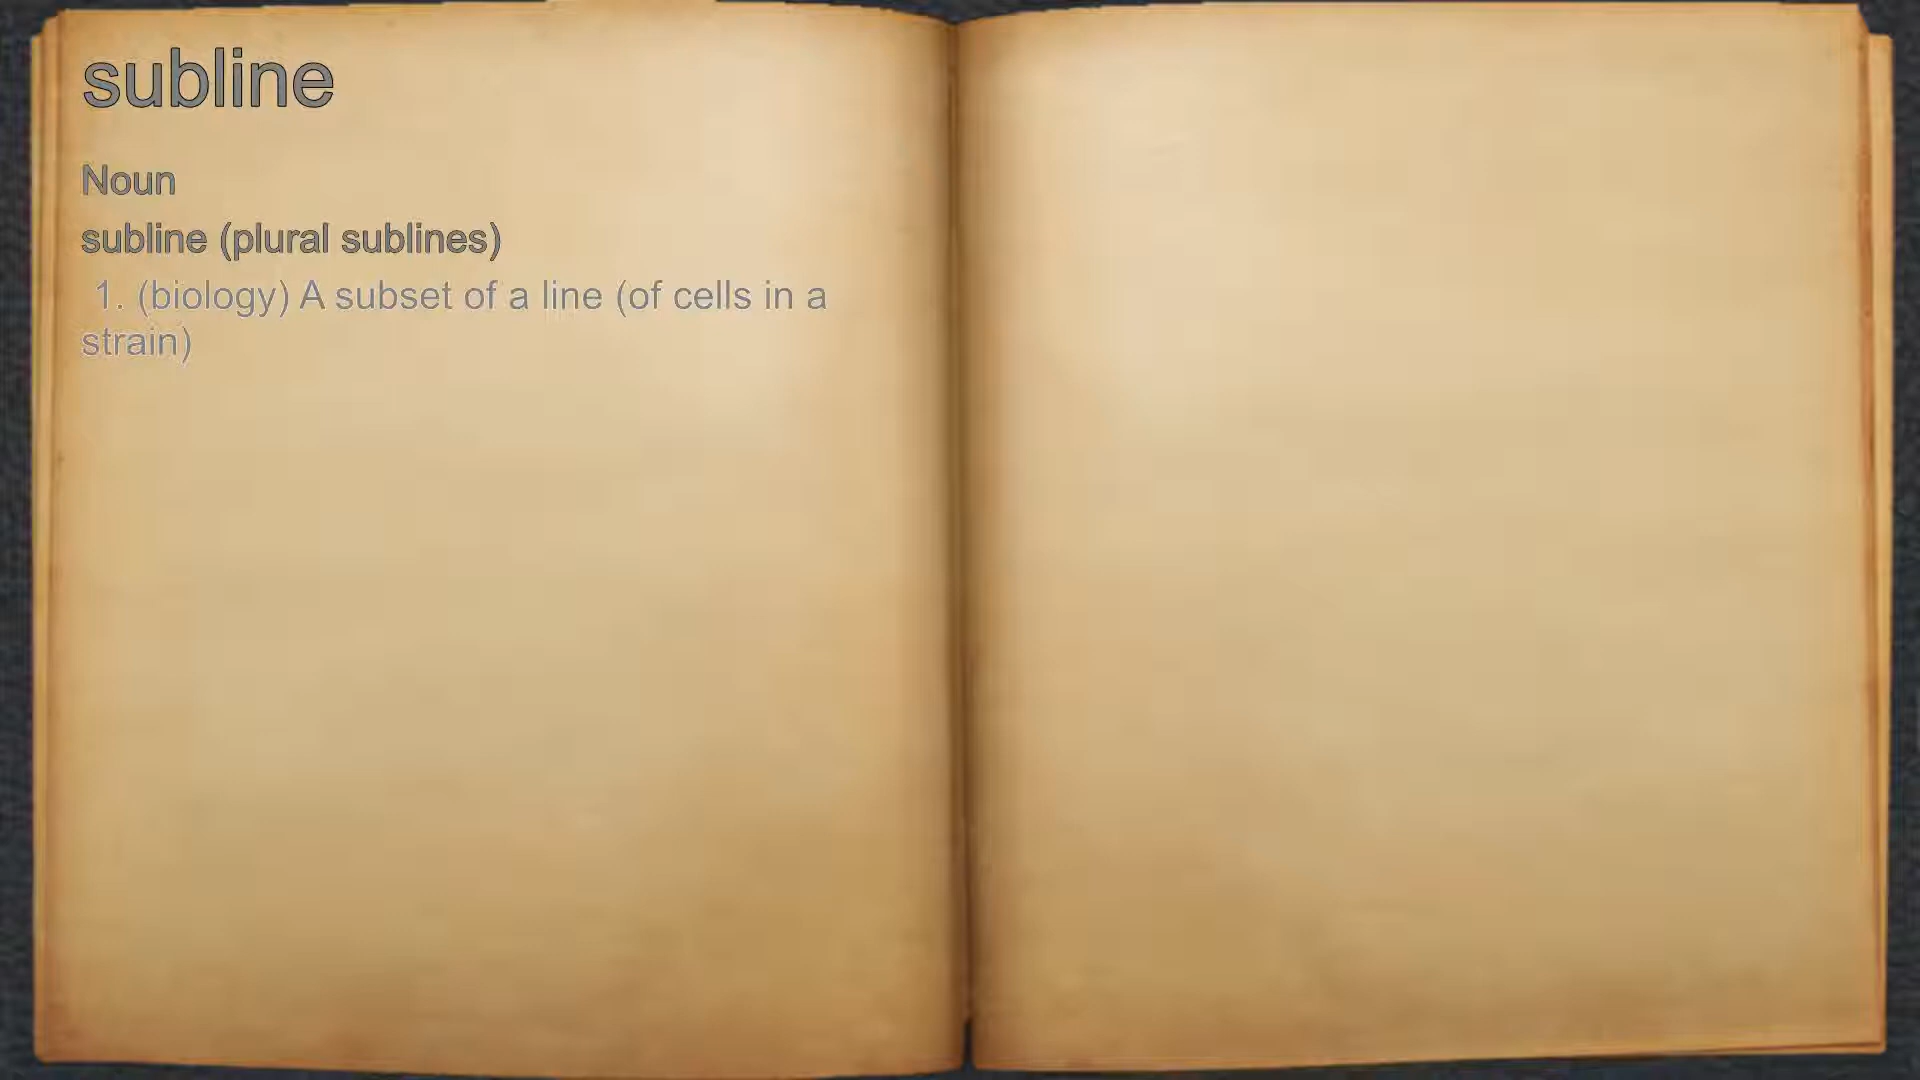 subline
Noun
subline (plural sublines)
1. (biology) A subset of a line (of cells in a
strain)